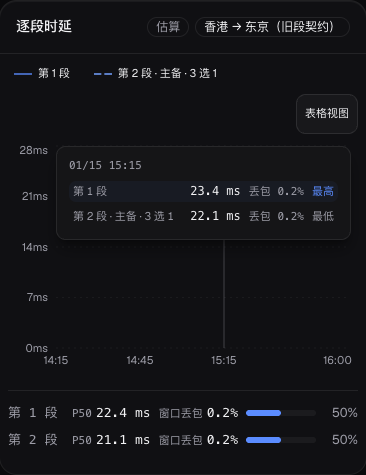 逐段时延 估算 香港 → 东京（旧段契约）
第 1 段 第 2 段 · 主备 · 3 选 1
表格视图
28ms
01/15 15:15
第 1 段 23.4 ms 丢包 0.2% 最高
21ms
第 2 段 · 主备 · 3 选 1 22.1 ms 丢包 0.2% 最低
14ms
7ms
0ms
14:15 14:45 15:15 16:00
第 1 段 P50 22.4 ms 窗口丢包 0.2% 50%
第 2 段 P50 21.1 ms 窗口丢包 0.2% 50%